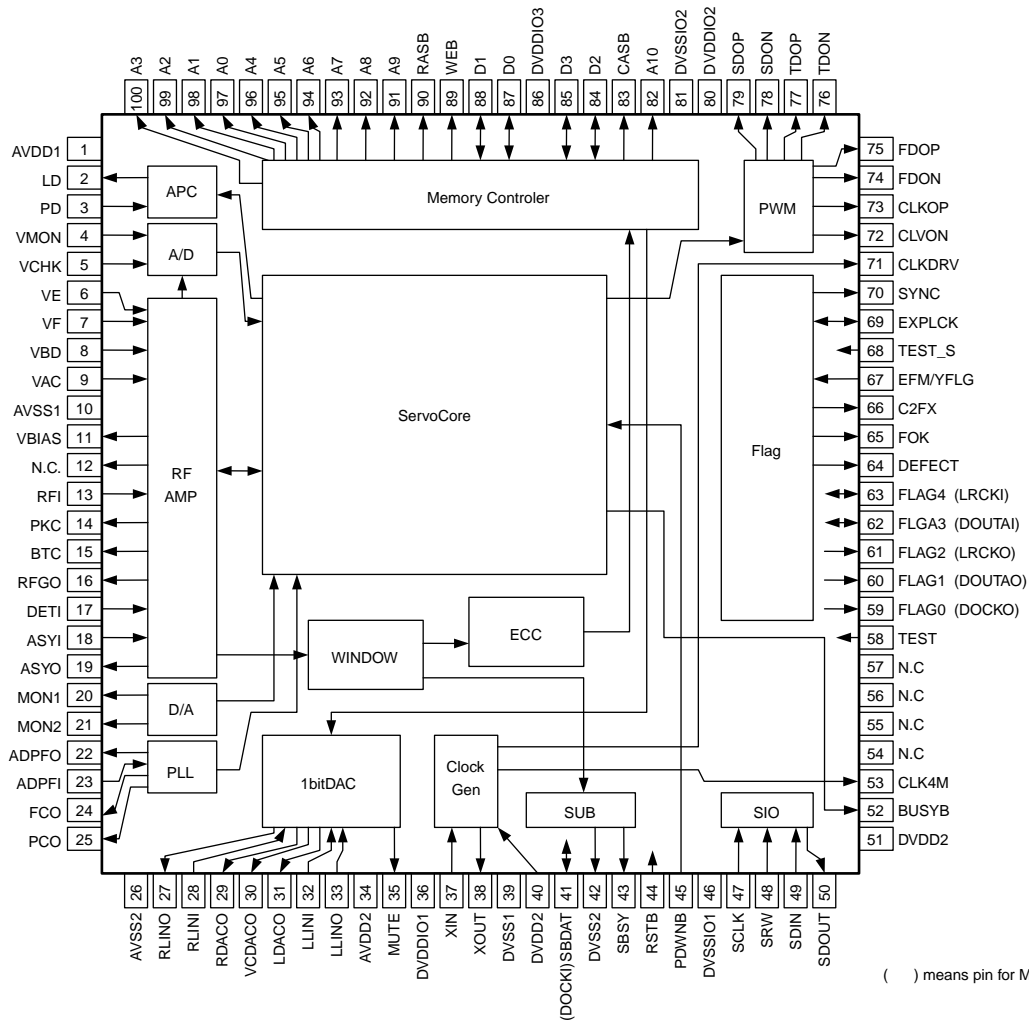 A3
A2
A1
A0
A4
A5
A6
A7
A8
A9
RASB
WEB
D1
D0
DVDDIO3
D3
D2
CASB
A10
DVSSIO2
DVDDIO2
SDOP
SDON
TDOP
TDON
100
99
98
97
96
95
94
93
92
91
90
89
88
87
86
85
84
83
82
81
80
79
78
77
76
AVDD1 1
LD 2
PD 3
VMON 4
VCHK 5
VE 6
VF 7
VBD 8
VAC 9
AVSS1 10
VBIAS 11
N.C. 12
RFI 13
PKC 14
BTC 15
RFGO 16
DETI 17
ASYI 18
ASYO 19
MON1 20
MON2 21
ADPFO 22
ADPFI 23
FCO 24
PCO 25
APC
A/D
RF
AMP
D/A
PLL
Memory Controler
ServoCore
WINDOW
ECC
1bitDAC
Clock
Gen
SUB
SIO
PWM
Flag
75 FDOP
74 FDON
73 CLKOP
72 CLVON
71 CLKDRV
70 SYNC
69 EXPLCK
68 TEST_S
67 EFM/YFLG
66 C2FX
65 FOK
64 DEFECT
63 FLAG4 (LRCKI)
62 FLGA3 (DOUTAI)
61 FLAG2 (LRCKO)
60 FLAG1 (DOUTAO)
59 FLAG0 (DOCKO)
58 TEST
57 N.C
56 N.C
55 N.C
54 N.C
53 CLK4M
52 BUSYB
51 DVDD2
26
27
28
29
30
31
32
33
34
35
36
37
38
39
40
41
42
43
44
45
46
47
48
49
50
AVSS2
RLINO
RLINI
RDACO
VCDACO
LDACO
LLINI
LLINO
AVDD2
MUTE
DVDDIO1
XIN
XOUT
DVSS1
DVDD2
(DOCKI)SBDAT
DVSS2
SBSY
RSTB
PDWNB
DVSSIO1
SCLK
SRW
SDIN
SDOUT
( ) means pin for M